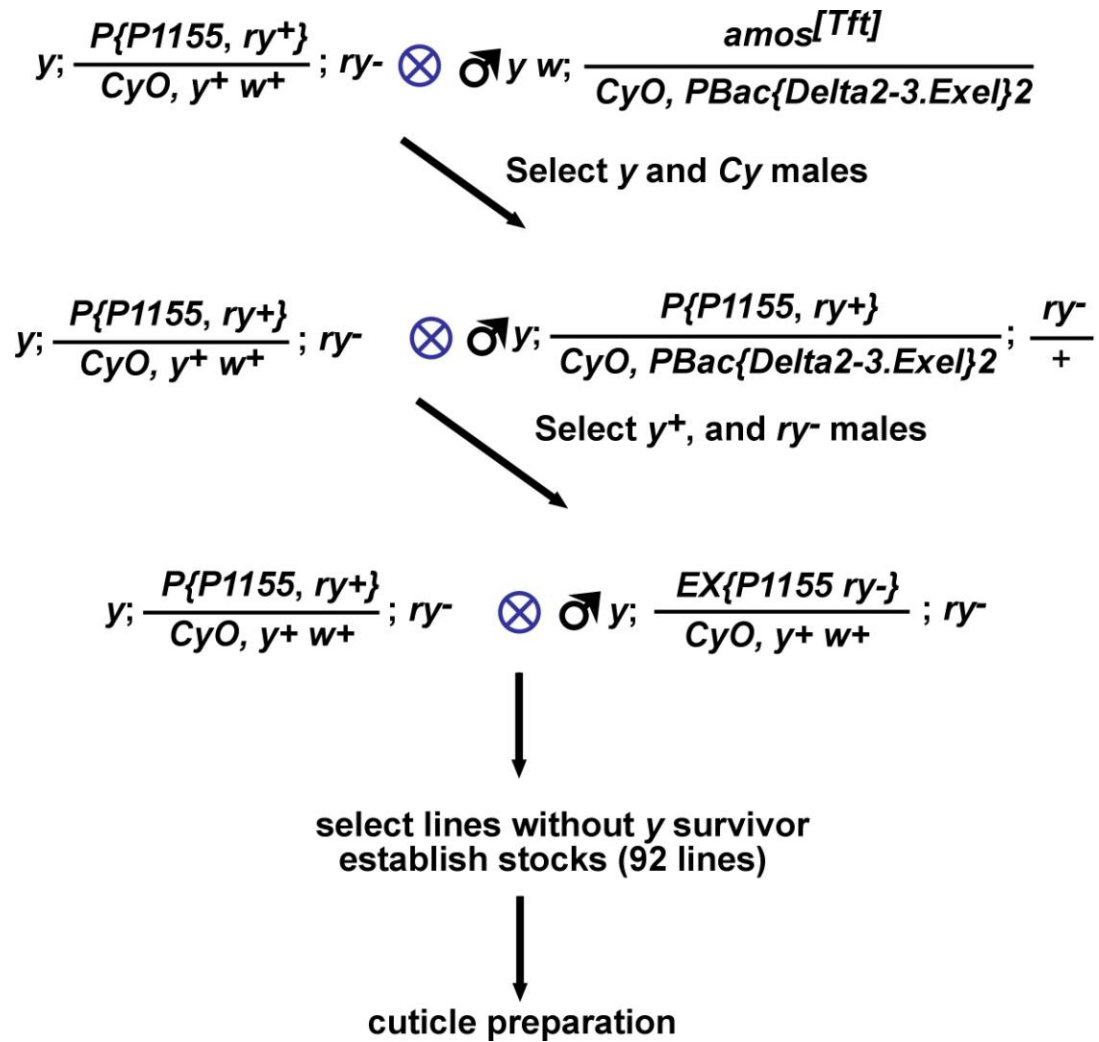 y; P{P1155, ry+} / CyO, y+ w+ ; ry- ⊗ ♂ y w; amos[Tft] / CyO, PBac{Delta2-3.Exel}2
Select y and Cy males
y; P{P1155, ry+} / CyO, y+ w+ ; ry- ⊗ ♂ y; P{P1155, ry+} / CyO, PBac{Delta2-3.Exel}2 ; ry- / +
Select y+, and ry- males
y; P{P1155, ry+} / CyO, y+ w+ ; ry- ⊗ ♂ y; EX{P1155 ry-} / CyO, y+ w+ ; ry-
select lines without y survivor
establish stocks (92 lines)
cuticle preparation